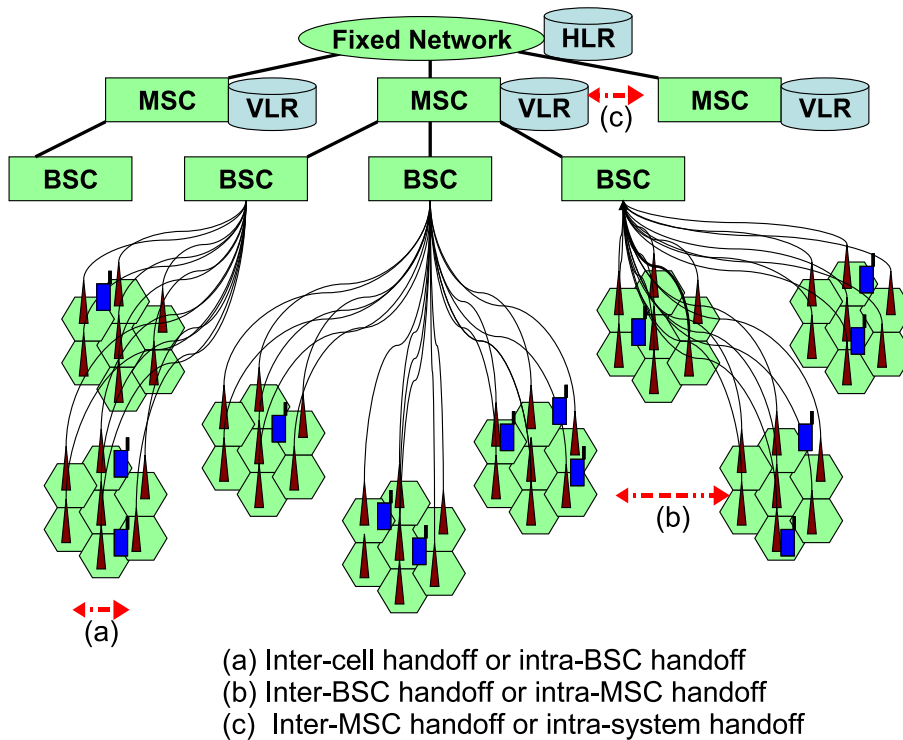 Fixed Network
HLR
MSC
VLR
MSC
VLR
(c)
MSC
VLR
BSC
BSC
BSC
BSC
(b)
(a)
(a) Inter-cell handoff or intra-BSC handoff
(b) Inter-BSC handoff or intra-MSC handoff
(c) Inter-MSC handoff or intra-system handoff